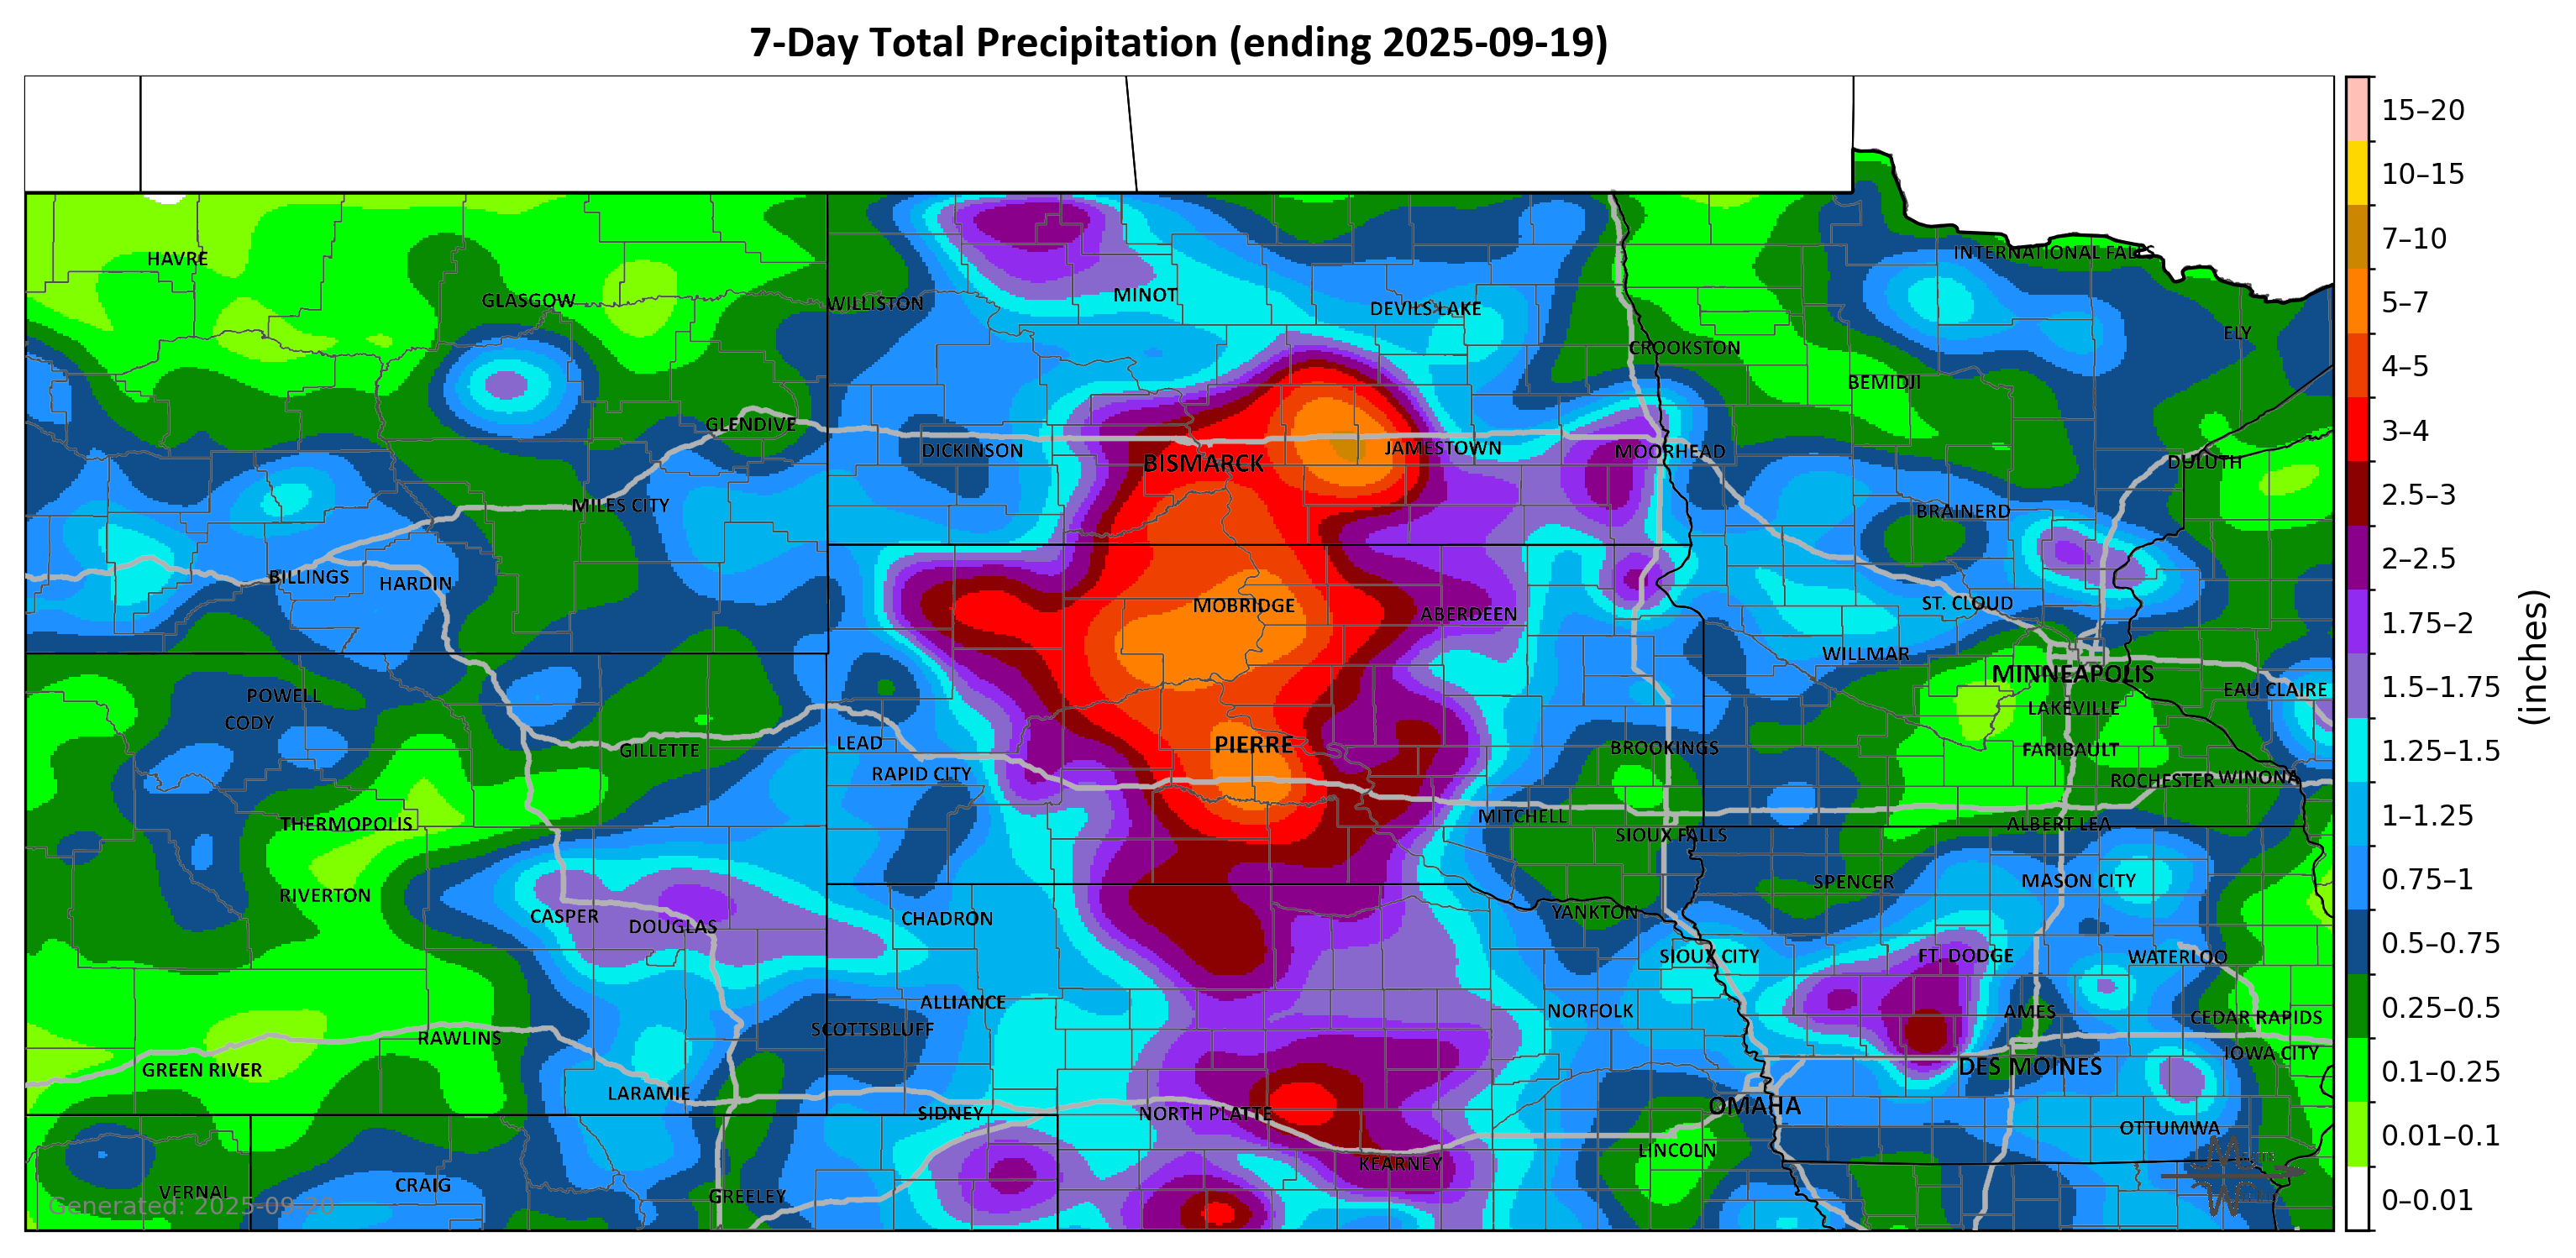 7-Day Total Precipitation (ending 2025-09-19)
15–20
10–15
HAVRE
INTERNATIONAL FALLS
7–10
GLASGOW
WILLISTON
MINOT
DEVILS LAKE
5–7
CROOKSTON
ELY
4–5
BEMIDJI
GLENDIVE
3–4
DICKINSON
BISMARCK
JAMESTOWN
MOORHEAD
DULUTH
2.5–3
MILES CITY
BRAINERD
2–2.5
BILLINGS
HARDIN
MOBRIDGE
ABERDEEN
ST. CLOUD
1.75–2
WILLMAR
MINNEAPOLIS
(inches)
POWELL
EAU CLAIRE
1.5–1.75
CODY
LAKEVILLE
GILLETTE
LEAD
PIERRE
BROOKINGS
FARIBAULT
1.25–1.5
RAPID CITY
ROCHESTER
WINONA
THERMOPOLIS
MITCHELL
SIOUX FALLS
ALBERT LEA
1–1.25
RIVERTON
SPENCER
MASON CITY
0.75–1
CASPER
DOUGLAS
CHADRON
YANKTON
SIOUX CITY
FT. DODGE
WATERLOO
0.5–0.75
ALLIANCE
NORFOLK
AMES
CEDAR RAPIDS
0.25–0.5
SCOTTSBLUFF
RAWLINS
GREEN RIVER
DES MOINES
IOWA CITY
0.1–0.25
LARAMIE
SIDNEY
NORTH PLATTE
OMAHA
OTTUMWA
0.01–0.1
LINCOLN
KEARNEY
VERNAL
CRAIG
GREELEY
Generated: 2025-09-20
0–0.01